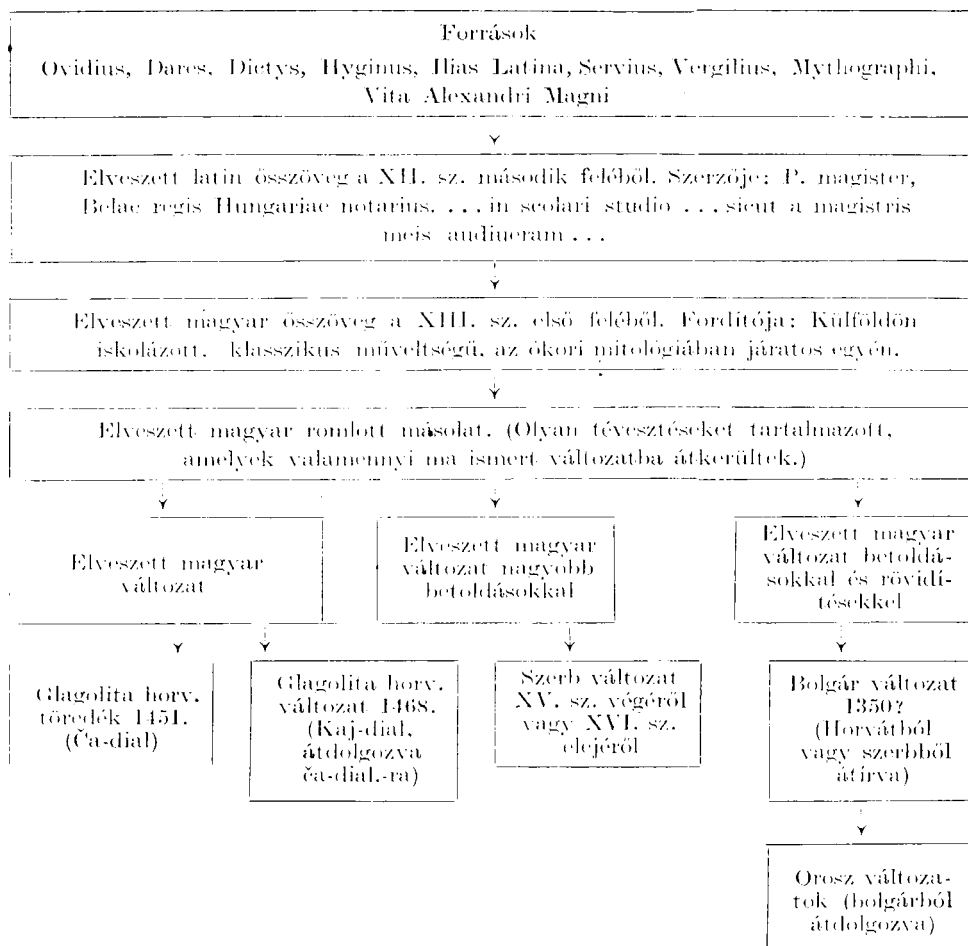 Források
Ovidius, Dares, Dictys, Hyginus, Ilias Latina, Servius, Vergilius, Mythographi,
Vita Alexandri Magni
Elveszett latin ősszöveg a XII. sz. második feléből. Szerzője: P. magister,
Belae regis Hungariae notarius. ... in scolari studio ... sicut a magistris
meis audiueram ...
Elveszett magyar ősszöveg a XIII. sz. első feléből. Fordítója: Külföldön
iskolázott, klasszikus műveltségű, az ókori mitológiában járatos egyén.
Elveszett magyar romlott másolat. (Olyan tévesztéseket tartalmazott,
amelyek valamennyi ma ismert változatba átkerültek.)
Elveszett magyar
változat
Elveszett magyar
változat nagyobb
betoldásokkal
Elveszett magyar
változat betoldá-
sokkal és rövidí-
tésekkel
Glagolita horv.
töredék 1451.
(Ča-dial)
Glagolita horv.
változat 1468.
(Kaj-dial,
átdolgozva
ča-dial.-ra)
Szerb változat
XV. sz. végéről
vagy XVI. sz.
elejéről
Bolgár változat
1350?
(Horvátból
vagy szerbből
átírva)
Orosz változa-
tok (bolgárból
átdolgozva)